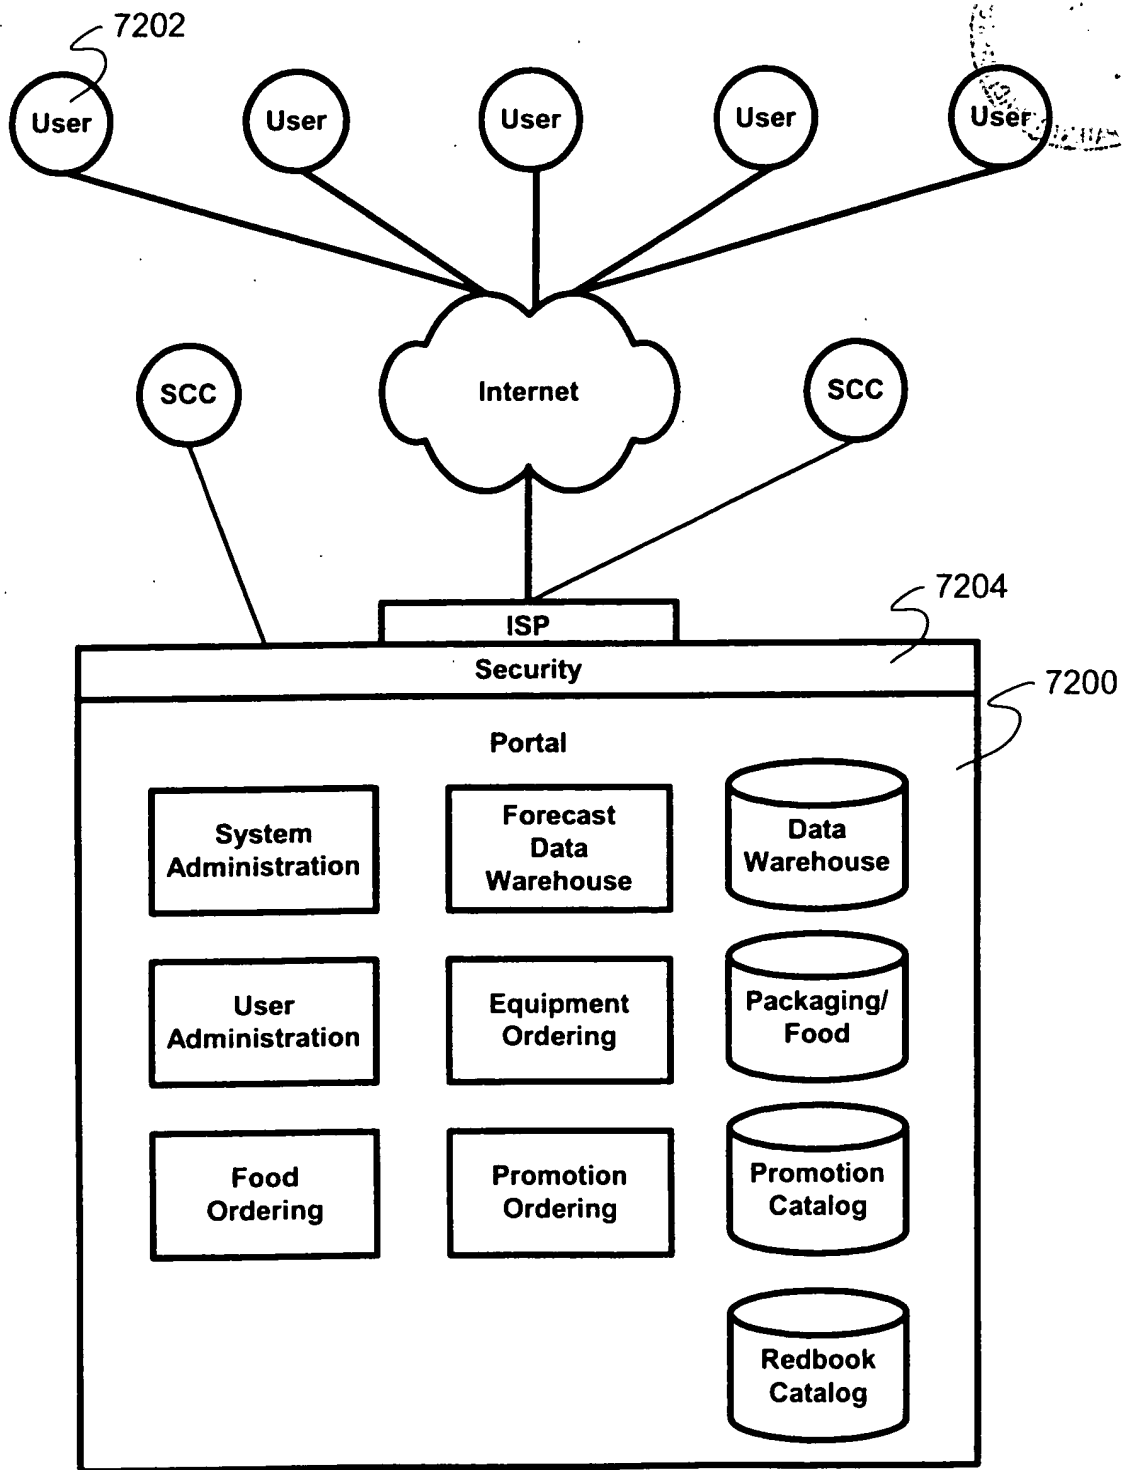 7202
User
User
User
User
User
SCC
Internet
SCC
7204
ISP
Security
7200
Portal
System
Administration
Forecast
Data
Warehouse
Data
Warehouse
User
Administration
Equipment
Ordering
Packaging/
Food
Food
Ordering
Promotion
Ordering
Promotion
Catalog
Redbook
Catalog